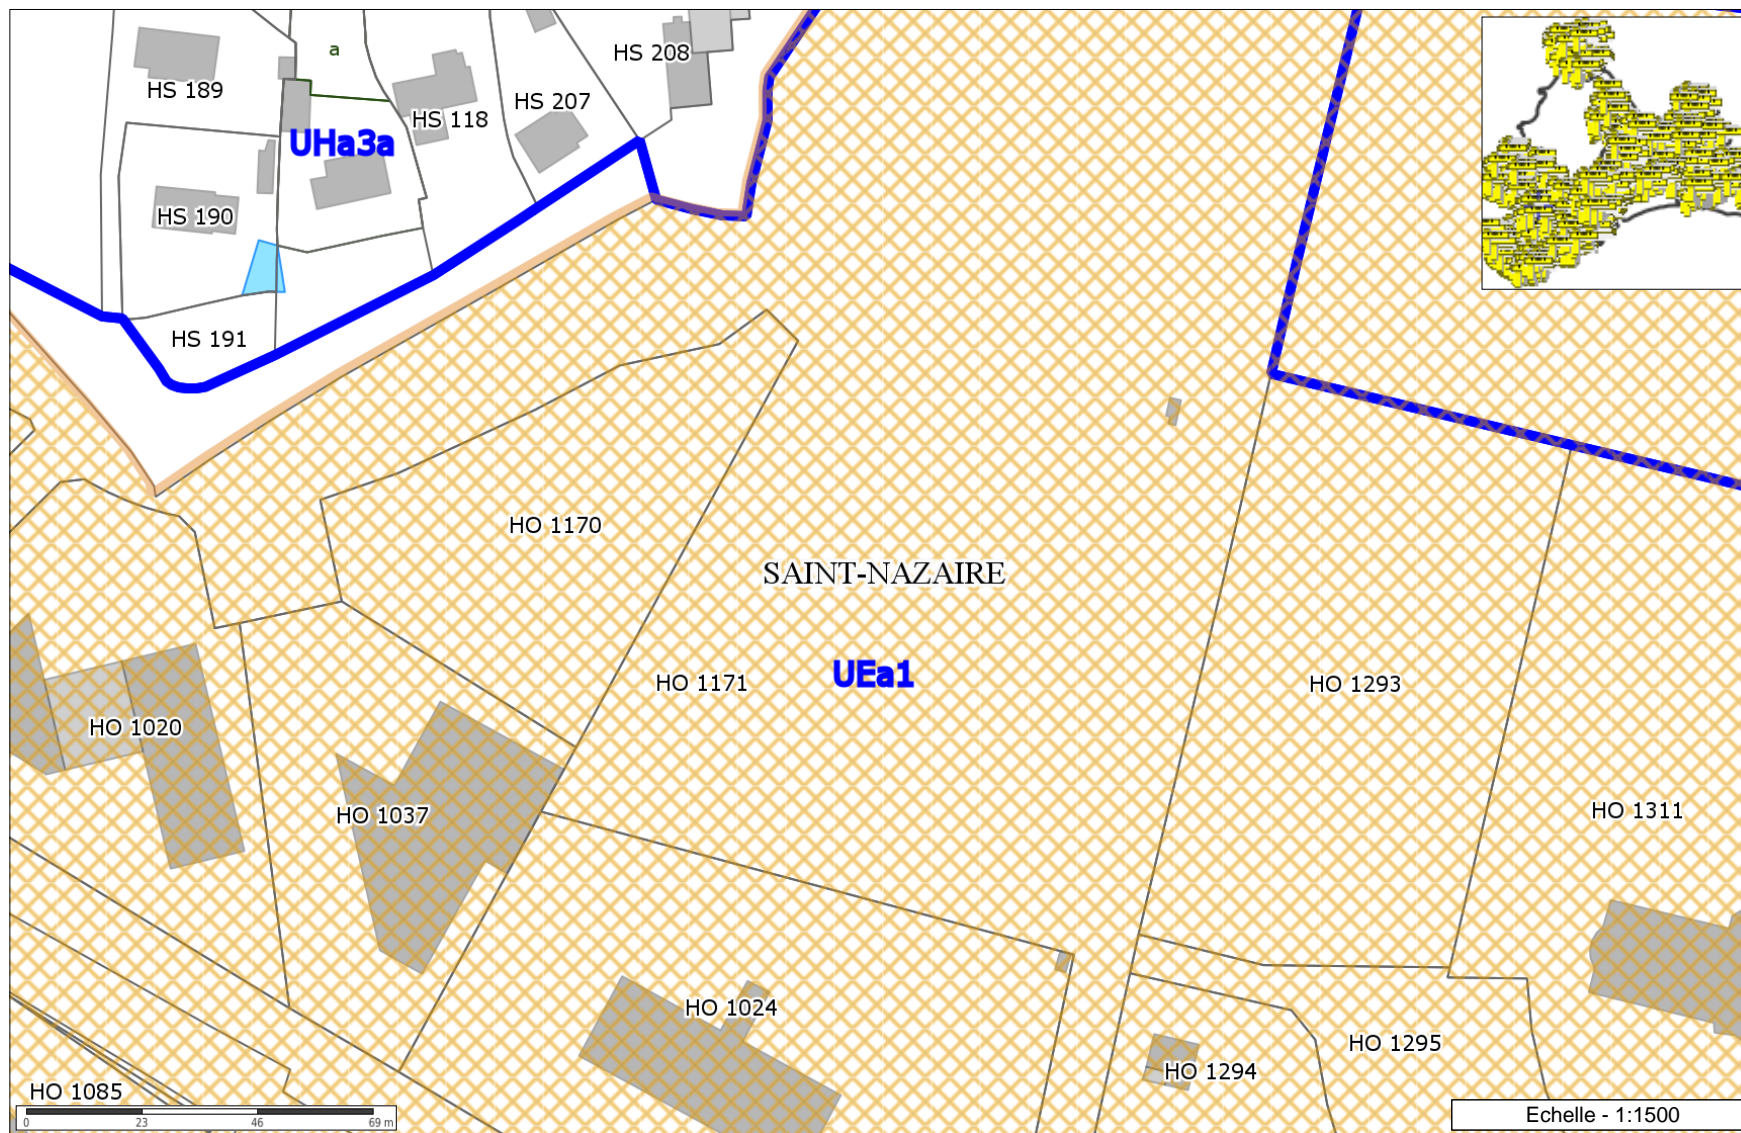 a
HS 208
HS 189
HS 207
HS 118
UHa3a
HS 190
HS 191
HO 1170
SAINT-NAZAIRE
HO 1171
UEa1
HO 1293
HO 1020
HO 1037
HO 1311
HO 1024
HO 1295
HO 1294
HO 1085
0 23 46 69 m
Echelle - 1:1500